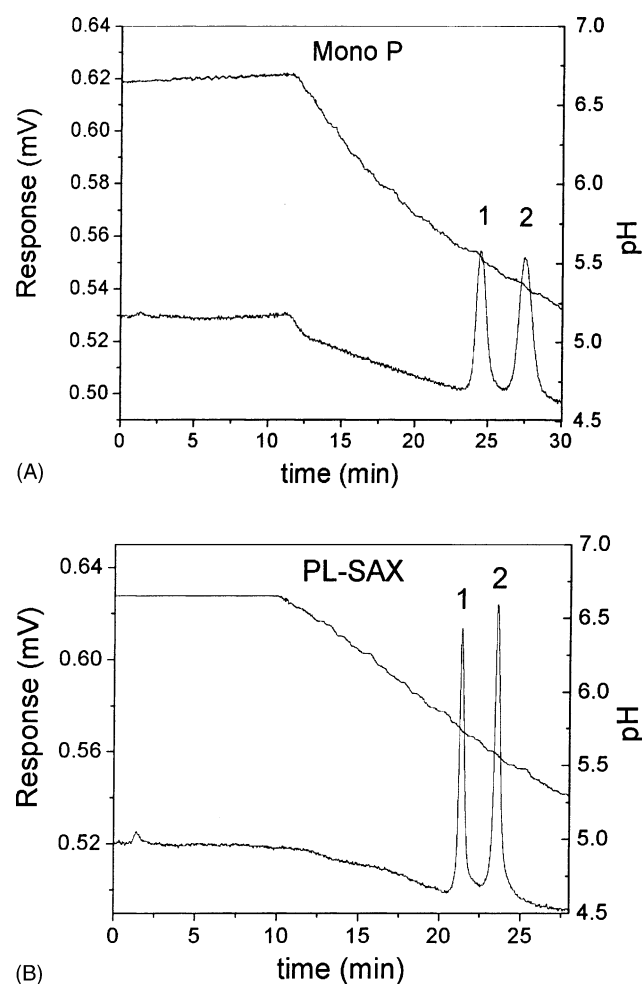 Mono P
Response (mV)
0.64
0.62
0.60
0.58
0.56
0.54
0.52
0.50
7.0
6.5
6.0
5.5
5.0
4.5
pH
1 2
0 5 10 15 20 25 30
time (min)
(A)
PL-SAX
Response (mV)
0.64
0.60
0.56
0.52
7.0
6.5
6.0
5.5
5.0
4.5
pH
1 2
0 5 10 15 20 25
time (min)
(B)